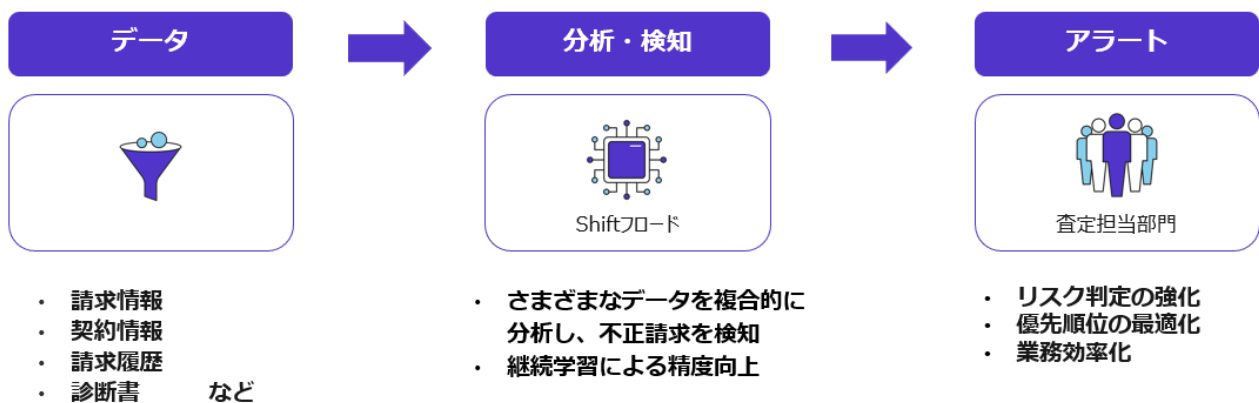 データ
分析・検知
アラート
Shiftフロード
査定担当部門
・ 請求情報
・ 契約情報
・ 請求履歴
・ 診断書 など
・ さまざまなデータを複合的に
分析し、不正請求を検知
・ 継続学習による精度向上
・ リスク判定の強化
・ 優先順位の最適化
・ 業務効率化